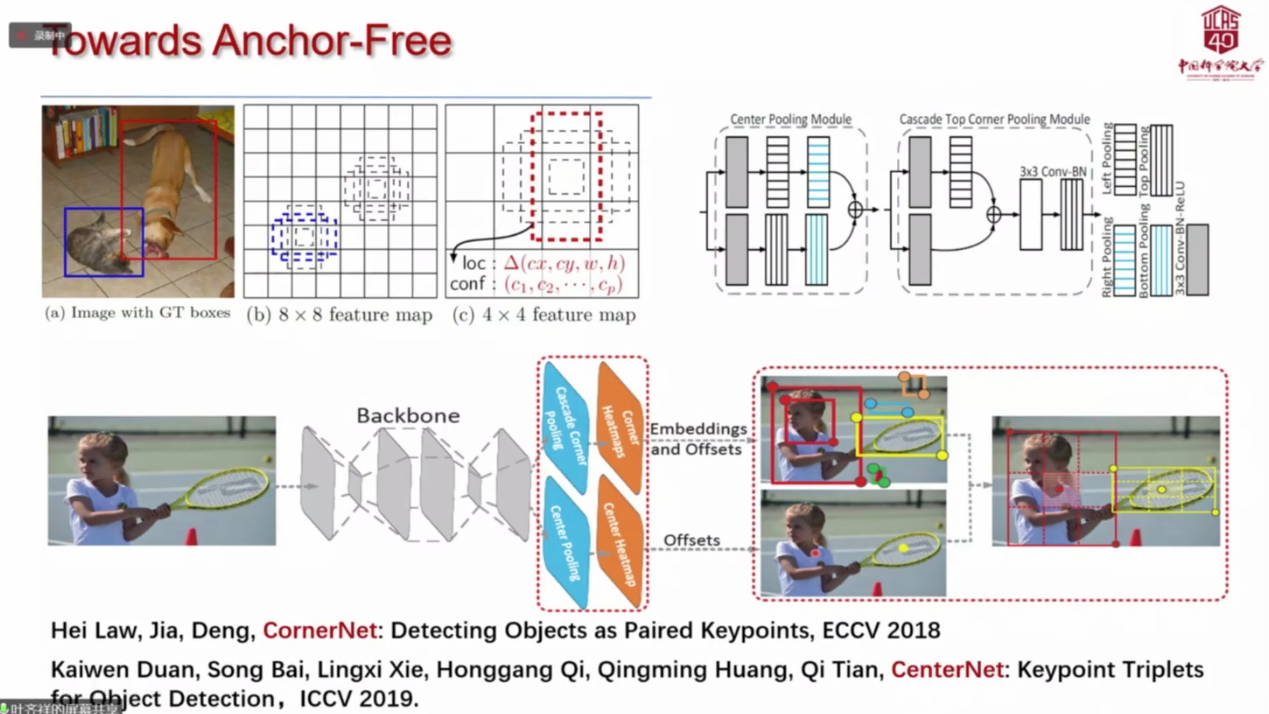 录制中
Towards Anchor-Free
UCAS
40
中国科学院大学
Center Pooling Module
Cascade Top Corner Pooling Module
3x3 Conv-BN
Left Pooling
Top Pooling
Right Pooling
Bottom Pooling
3x3 Conv-BN-ReLU
loc : Δ(cx, cy, w, h)
conf : (c₁, c₂, ···, cₚ)
(a) Image with GT boxes
(b) 8 × 8 feature map
(c) 4 × 4 feature map
Backbone
Cascade Corner
Pooling
Corner
Heatmaps
Center Pooling
Center Heatmap
Embeddings
and Offsets
Offsets
Hei Law, Jia, Deng, CornerNet: Detecting Objects as Paired Keypoints, ECCV 2018
Kaiwen Duan, Song Bai, Lingxi Xie, Honggang Qi, Qingming Huang, Qi Tian, CenterNet: Keypoint Triplets
for Object Detection，ICCV 2019.
叶齐祥的屏幕共享